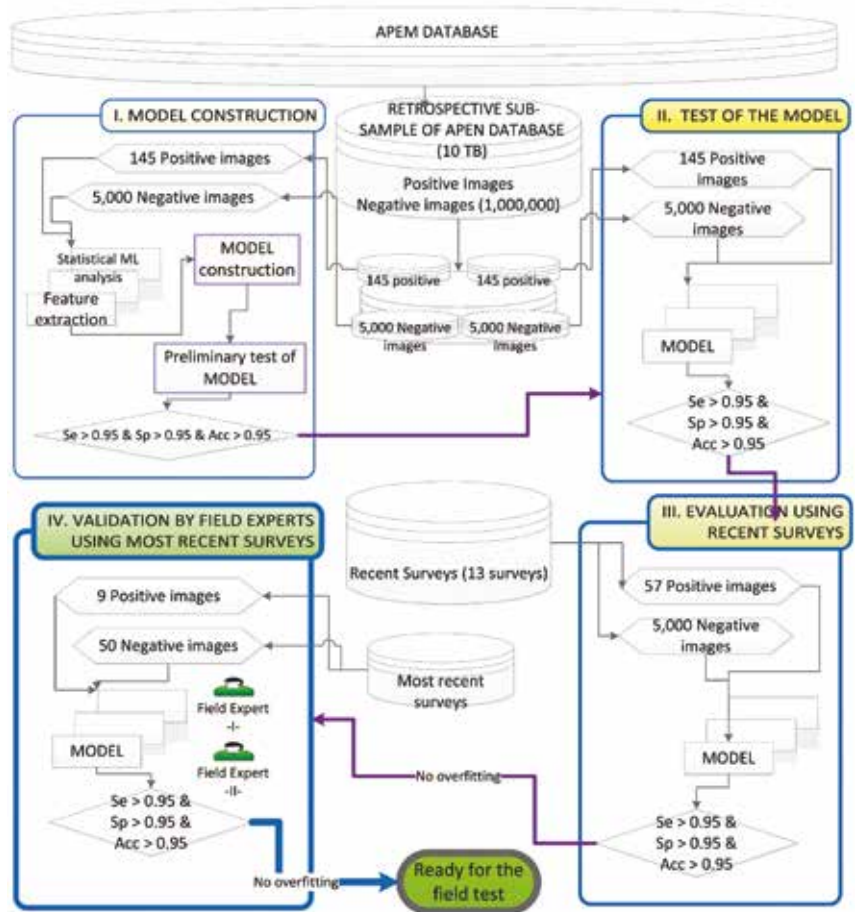 APEM DATABASE
I. MODEL CONSTRUCTION
145 Positive images
5,000 Negative images
Statistical ML
analysis
Feature
extraction
MODEL
construction
Preliminary test of
MODEL
Se > 0.95 & Sp > 0.95 & Acc > 0.95
RETROSPECTIVE SUB-
SAMPLE OF APEN DATABASE
(10 TB)
Positive Images
Negative images (1,000,000)
145 positive
145 positive
5,000 Negative
images
5,000 Negative
images
II. TEST OF THE MODEL
145 Positive
images
5,000 Negative
images
MODEL
Se > 0.95 &
Sp > 0.95 &
Acc > 0.95
III. EVALUATION USING
RECENT SURVEYS
57 Positive images
5,000 Negative
images
MODEL
Se > 0.95 &
Sp > 0.95 &
Acc > 0.95
Recent Surveys (13 surveys)
Most recent
surveys
No overfitting
IV. VALIDATION BY FIELD EXPERTS
USING MOST RECENT SURVEYS
9 Positive images
50 Negative images
MODEL
Field Expert
-I-
Field Expert
-II-
Se > 0.95 &
Sp > 0.95 &
Acc > 0.95
No overfitting
Ready for the
field test